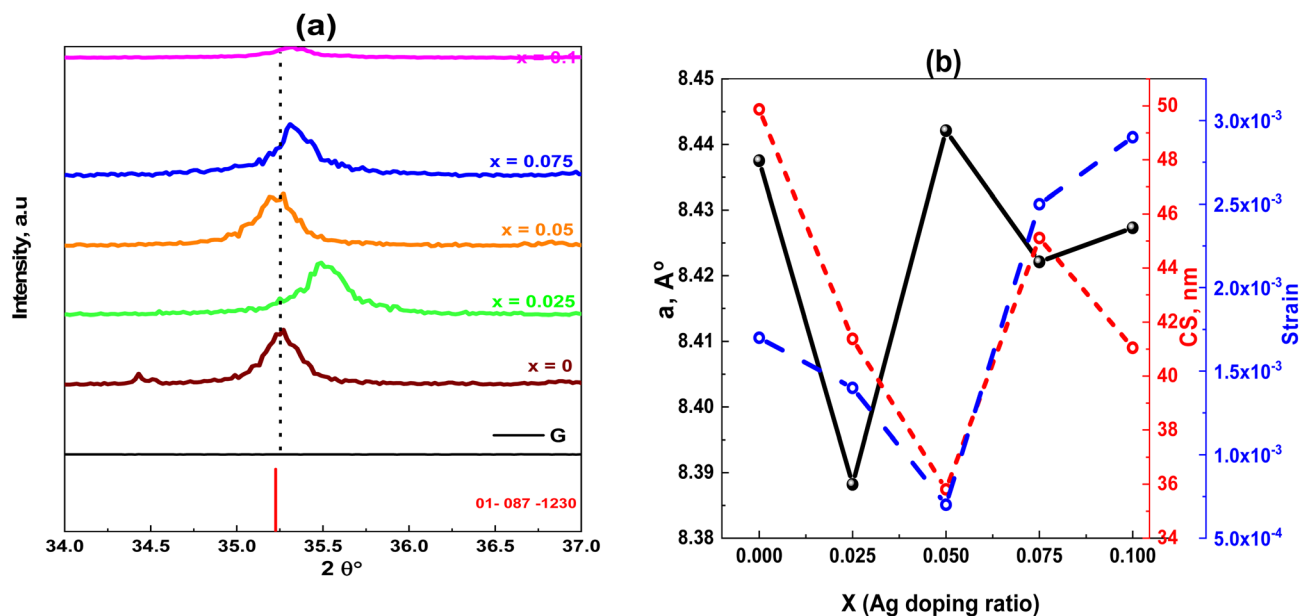 (a)
Intensity, a.u
x = 0.1
x = 0.075
x = 0.05
x = 0.025
x = 0
G
01- 087 -1230
34.0 34.5 35.0 35.5 36.0 36.5 37.0
2 θ°
(b)
a, Aº
8.45
8.44
8.43
8.42
8.41
8.40
8.39
8.38
0.000 0.025 0.050 0.075 0.100
X (Ag doping ratio)
50
48
46
44
42
40
38
36
34
CS, nm
3.0x10⁻³
2.5x10⁻³
2.0x10⁻³
1.5x10⁻³
1.0x10⁻³
5.0x10⁻⁴
Strain